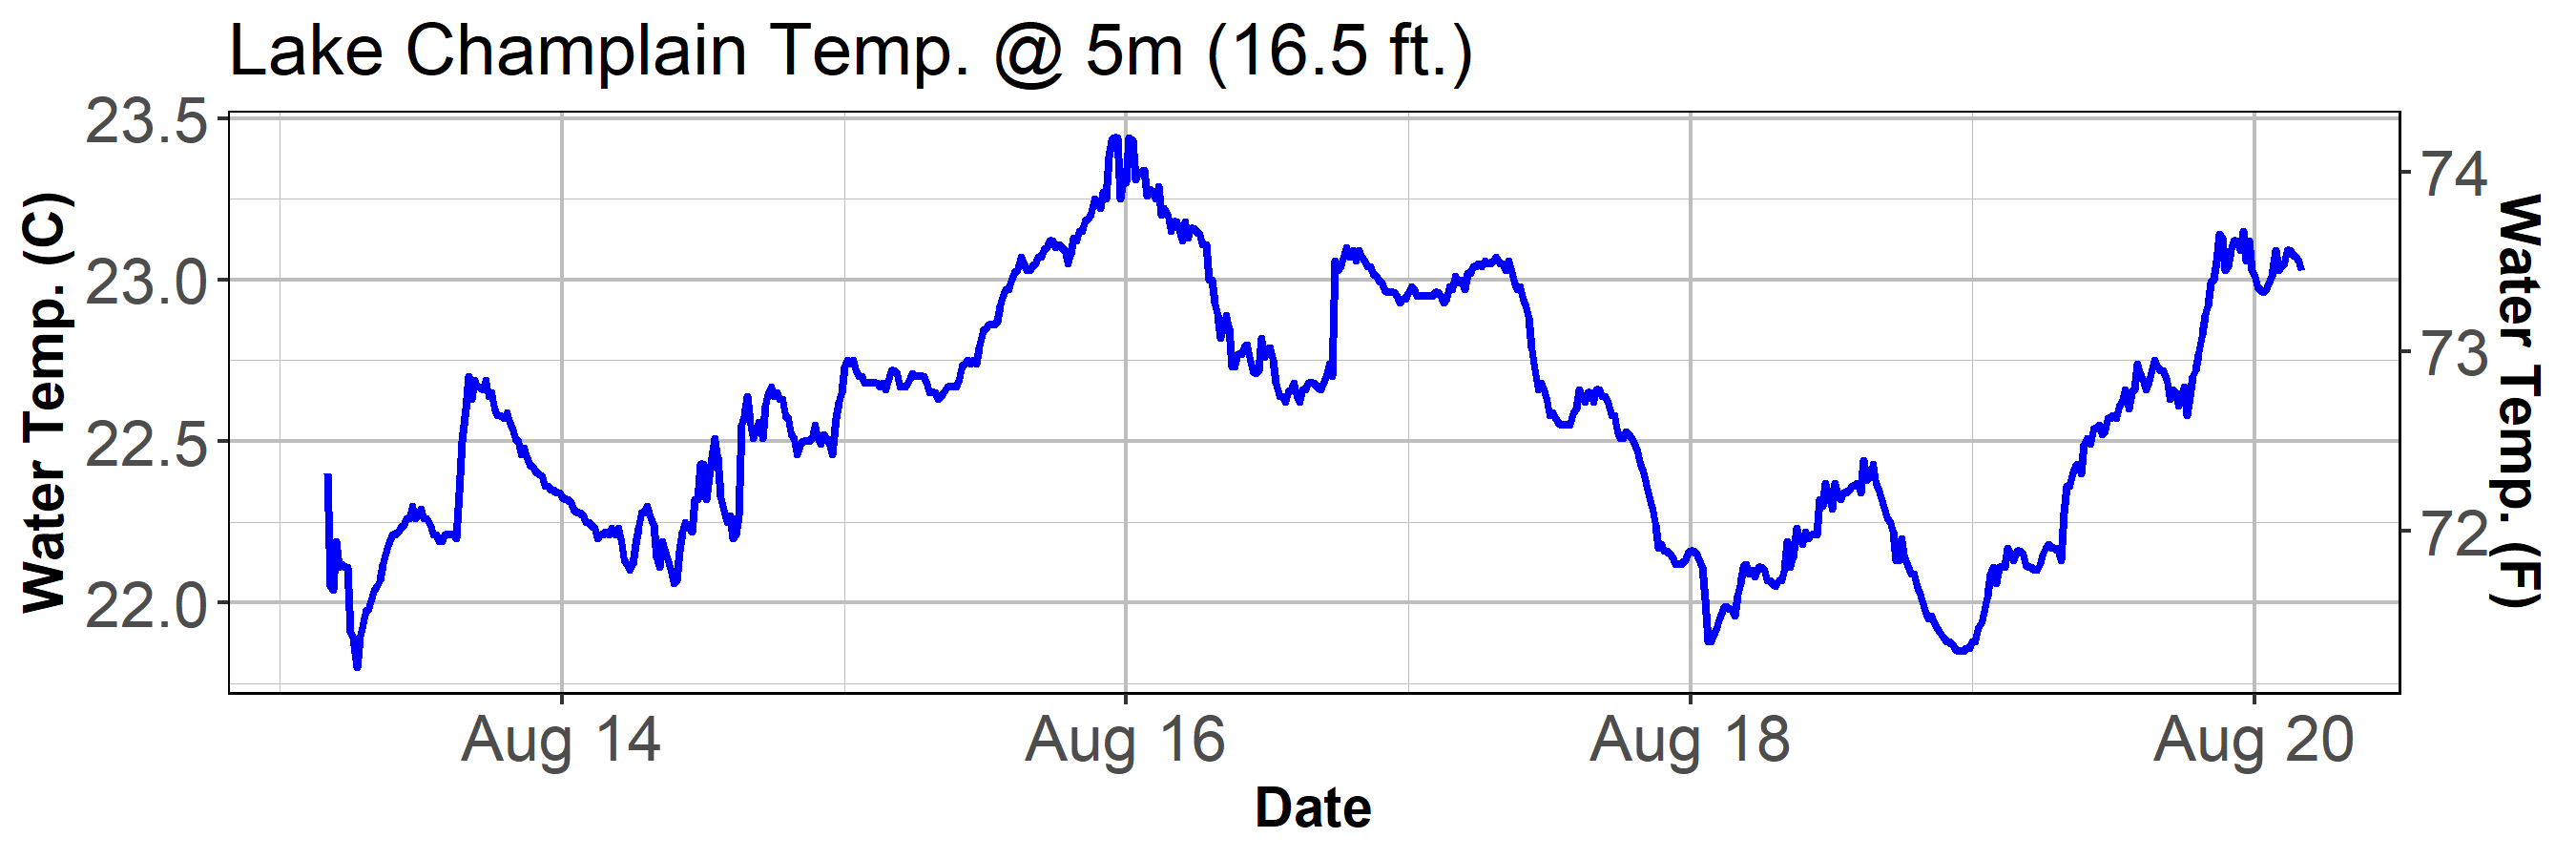 Lake Champlain Temp. @ 5m (16.5 ft.)
Water Temp. (C)
23.5
23.0
22.5
22.0
74
73
72
Water Temp. (F)
Aug 14
Aug 16
Aug 18
Aug 20
Date